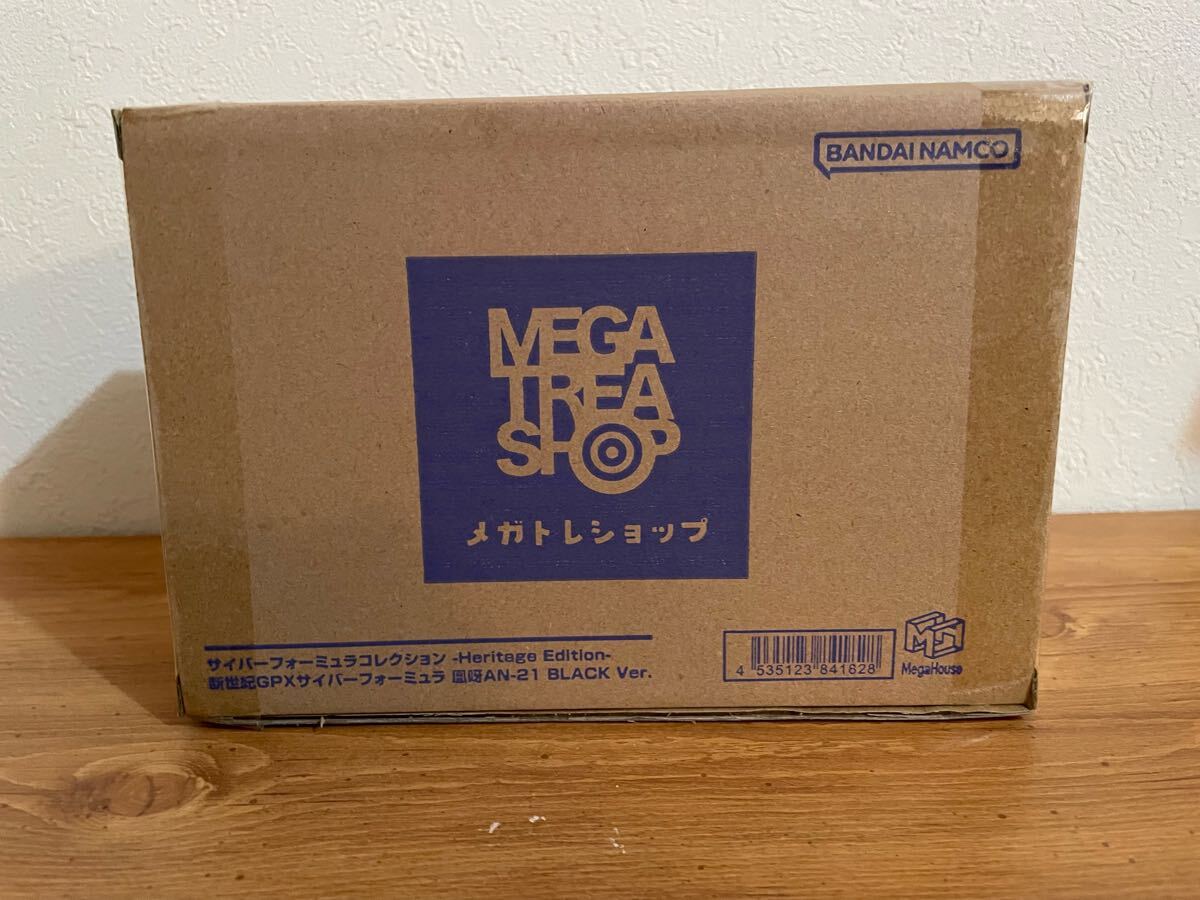 BANDAI NAMCO
MEGA
TREA
SHOP
メガトレショップ
サイバーフォーミュラコレクション -Heritage Edition-
新世紀GPXサイバーフォーミュラ 凰呀AN-21 BLACK Ver.
4 535123 841628
MegaHouse